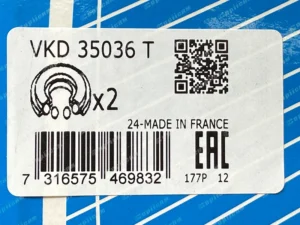 VKD 35036 T
x2
24-MADE IN FRANCE
EAC
7 316575 469832
177P 12